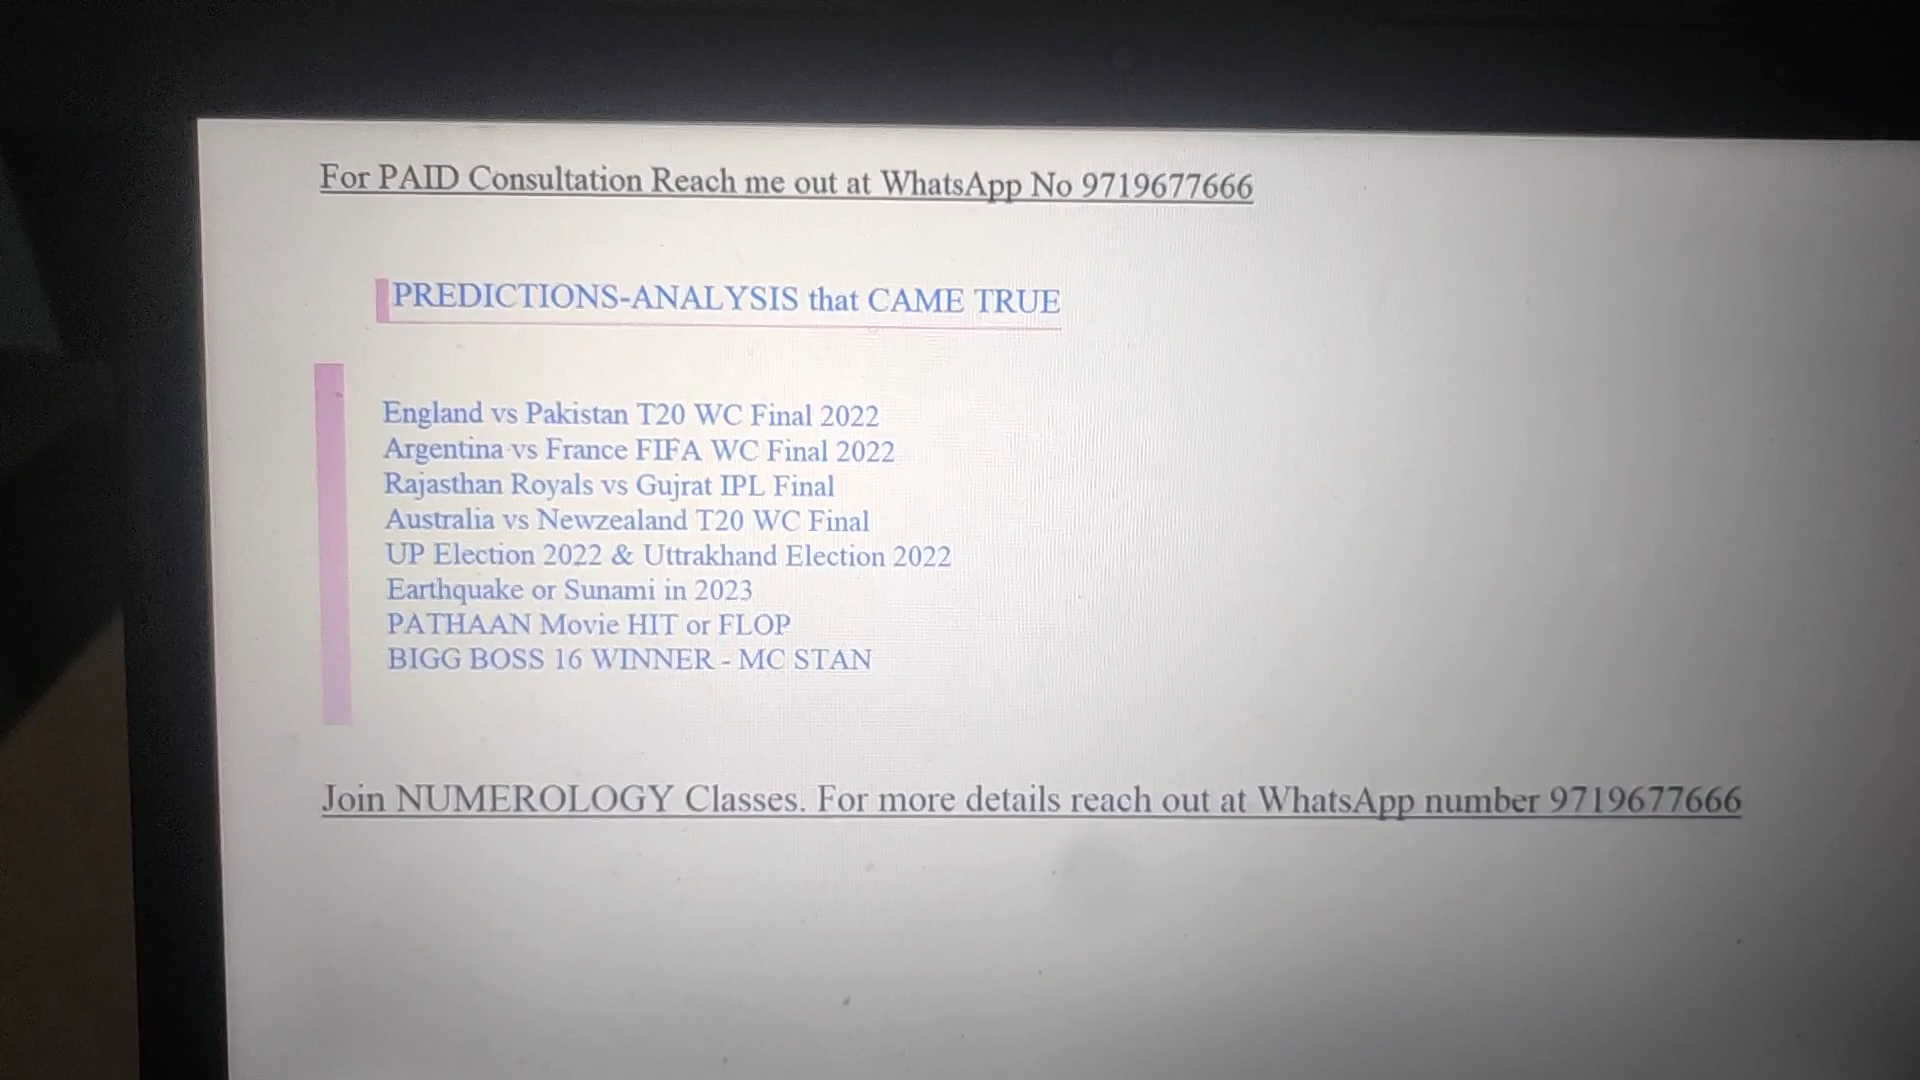 For PAID Consultation Reach me out at WhatsApp No 9719677666
PREDICTIONS-ANALYSIS that CAME TRUE
England vs Pakistan T20 WC Final 2022
Argentina vs France FIFA WC Final 2022
Rajasthan Royals vs Gujrat IPL Final
Australia vs Newzealand T20 WC Final
UP Election 2022 & Uttrakhand Election 2022
Earthquake or Sunami in 2023
PATHAAN Movie HIT or FLOP
BIGG BOSS 16 WINNER - MC STAN
Join NUMEROLOGY Classes. For more details reach out at WhatsApp number 9719677666